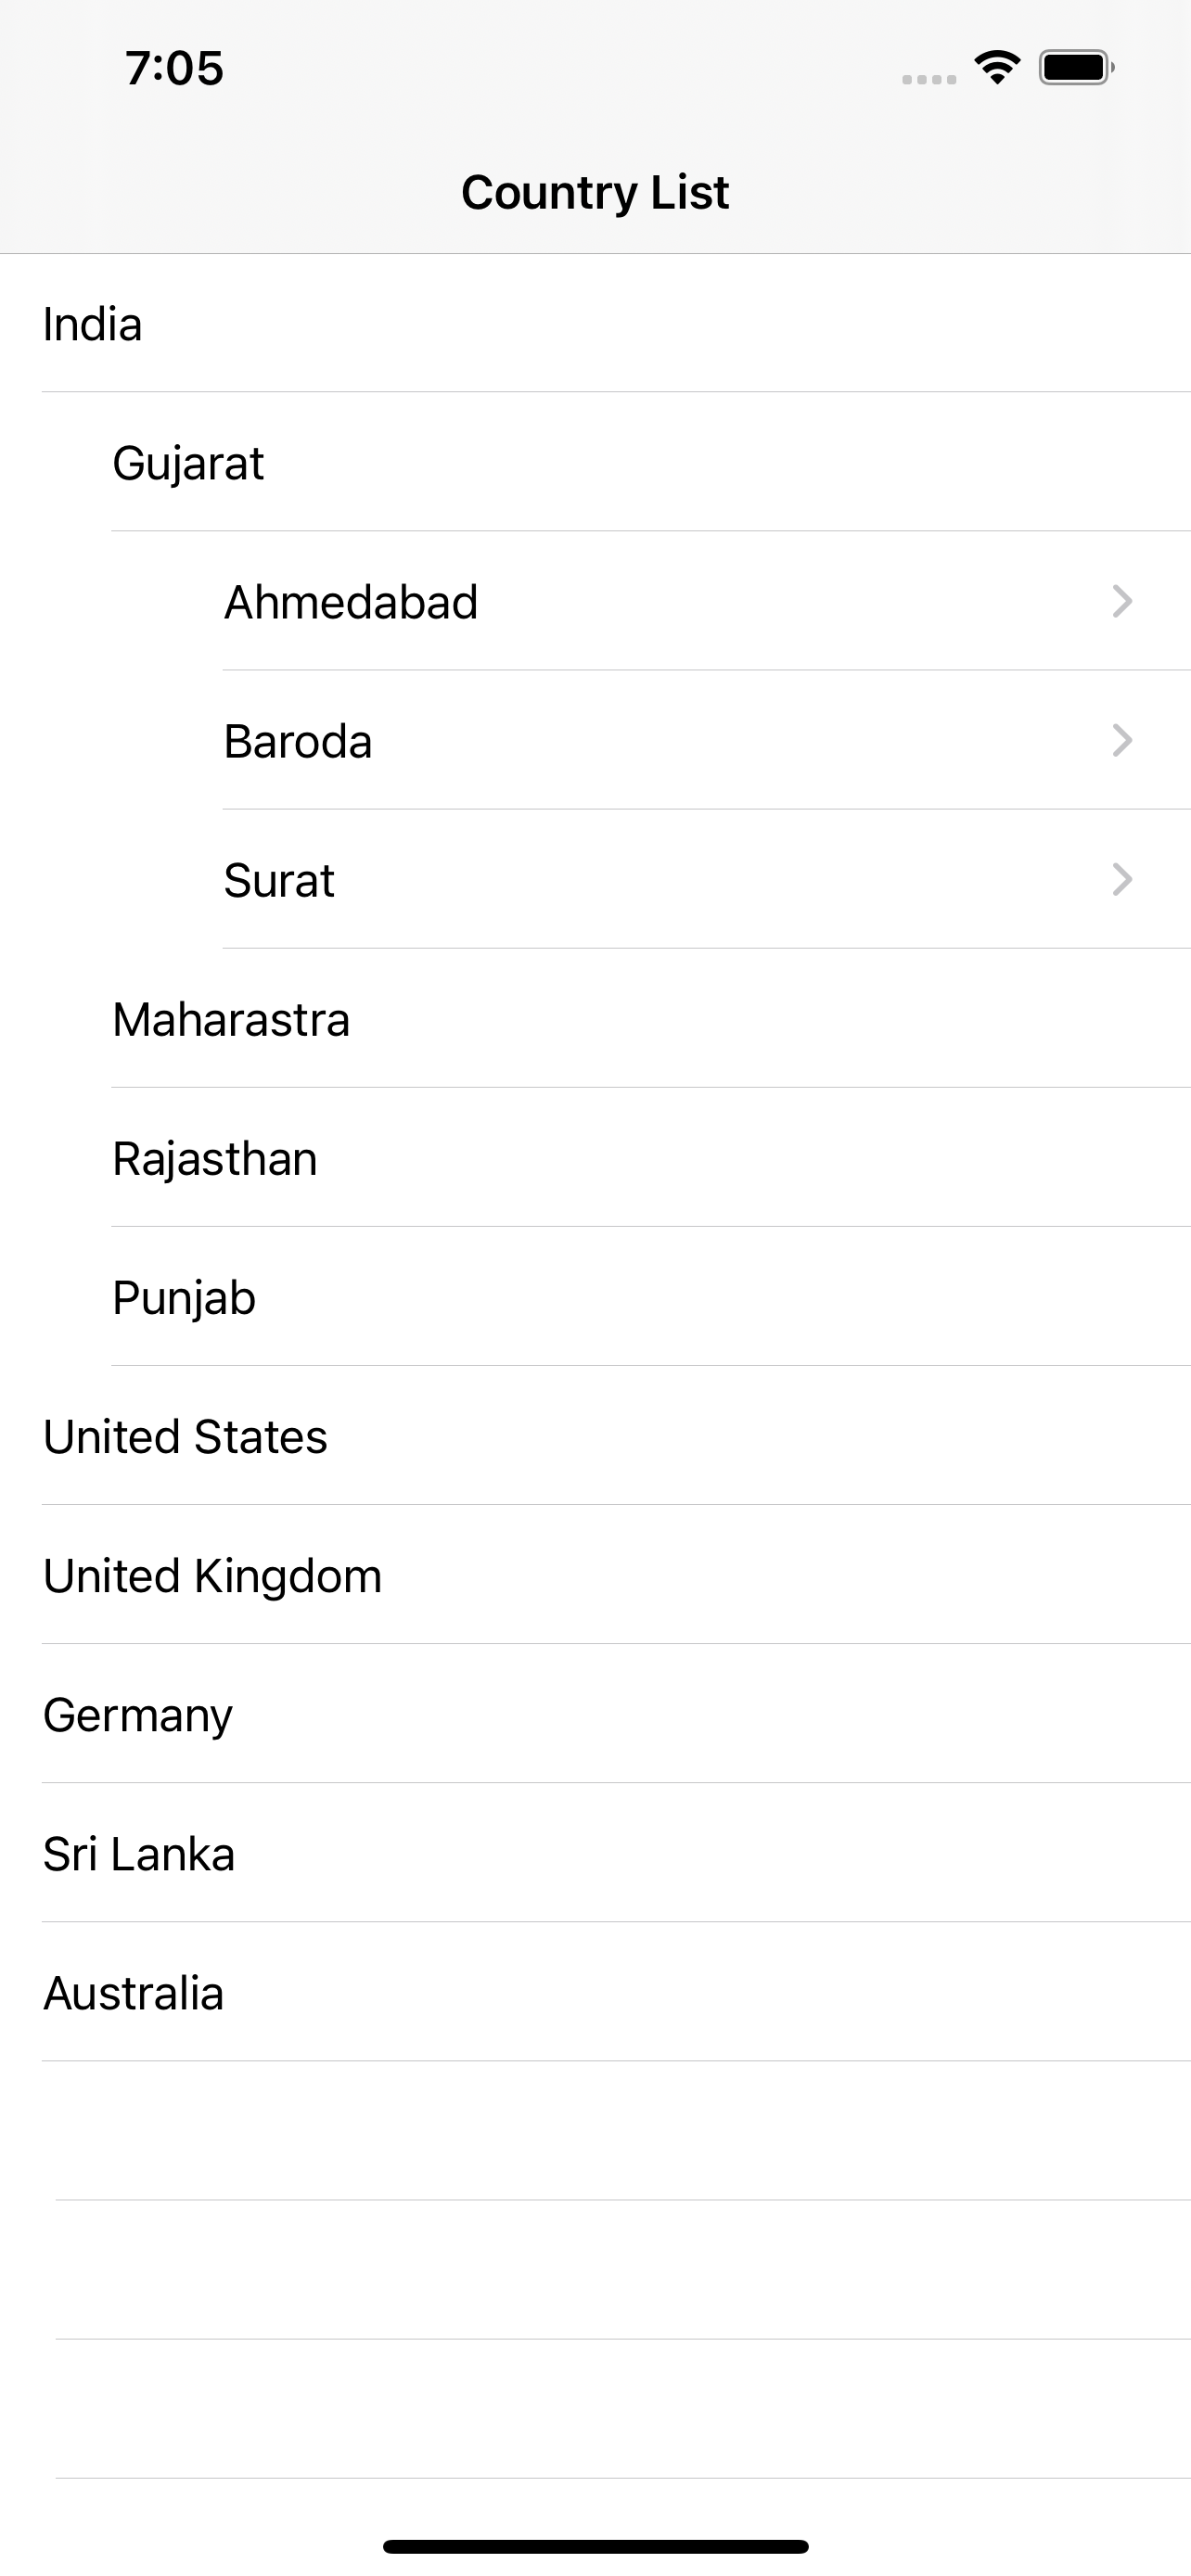 7:05
Country List
India
Gujarat
Ahmedabad
Baroda
Surat
Maharastra
Rajasthan
Punjab
United States
United Kingdom
Germany
Sri Lanka
Australia